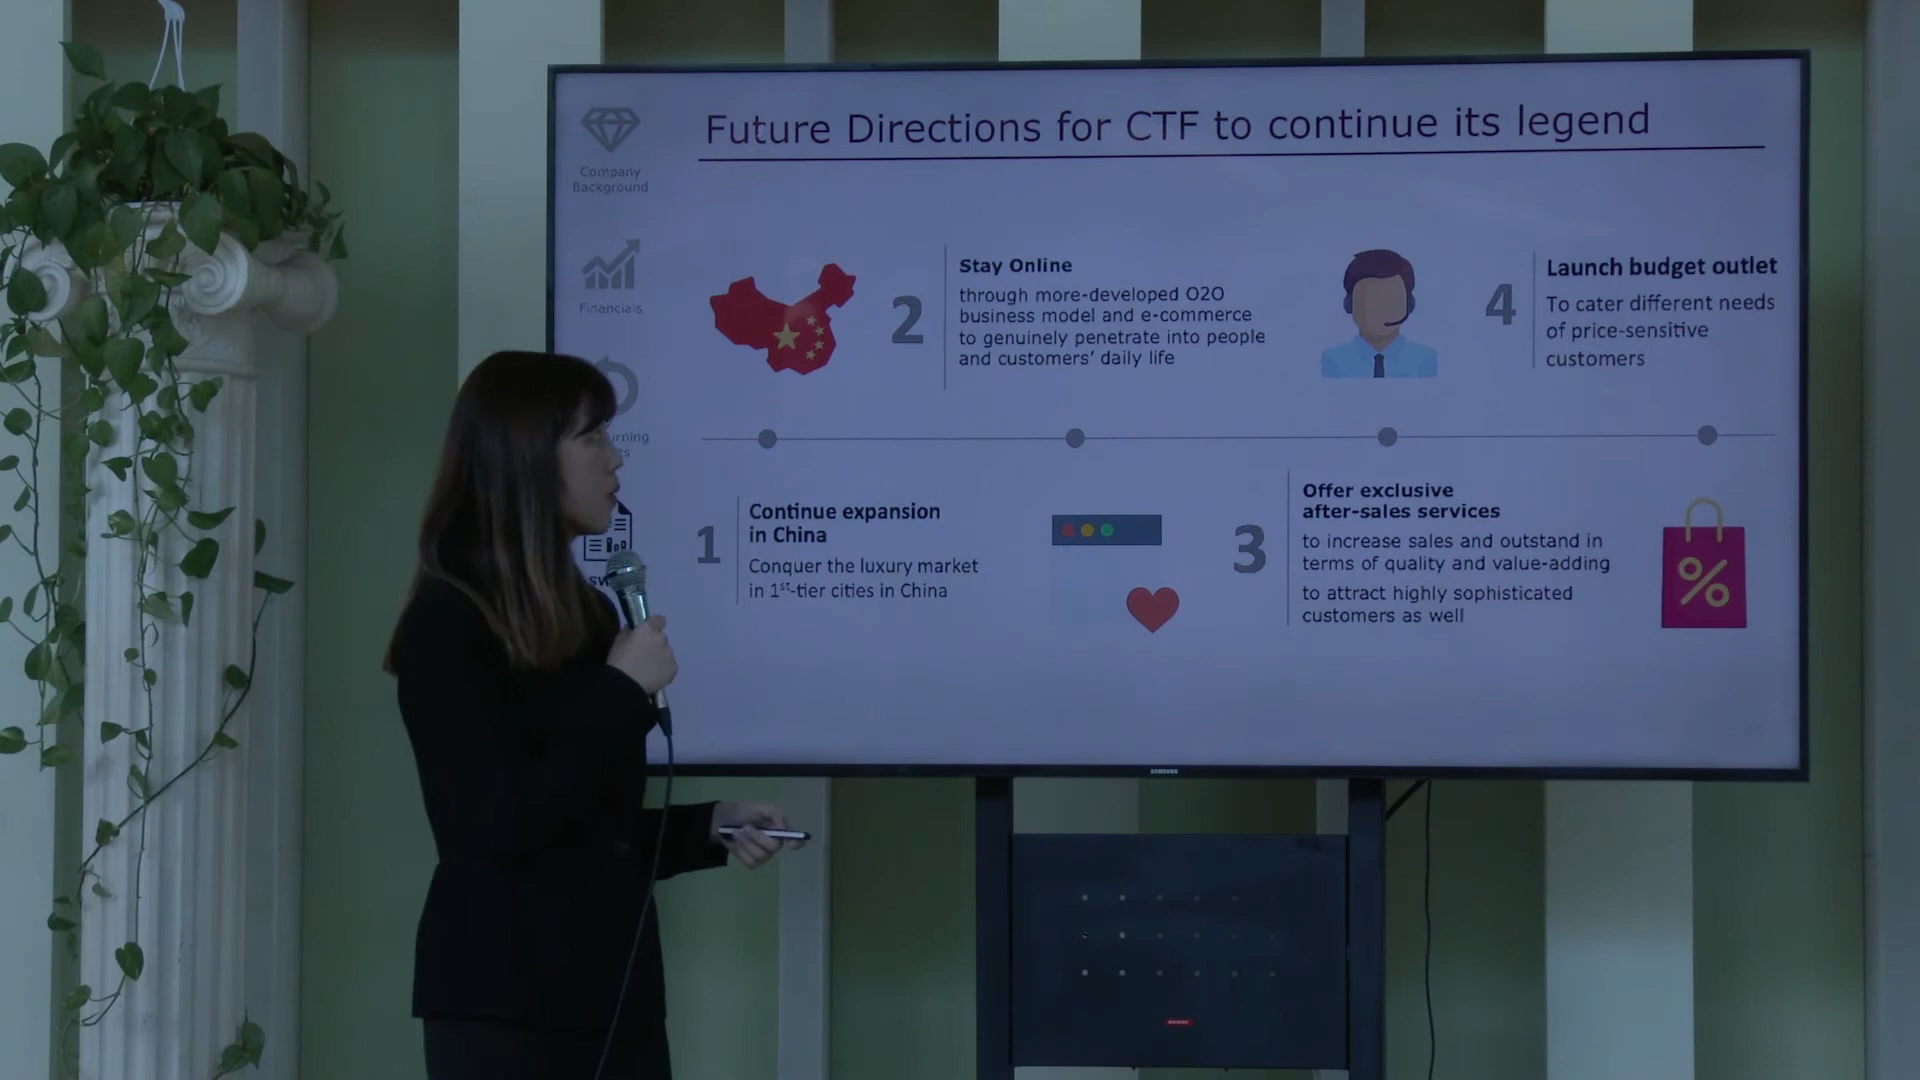 Future Directions for CTF to continue its legend
Company
Background
Financials
2
Stay Online
through more-developed O2O
business model and e-commerce
to genuinely penetrate into people
and customers' daily life
4
Launch budget outlet
To cater different needs
of price-sensitive
customers
1
Continue expansion
in China
Conquer the luxury market
in 1st-tier cities in China
3
Offer exclusive
after-sales services
to increase sales and outstand in
terms of quality and value-adding
to attract highly sophisticated
customers as well
%
SAMSUNG